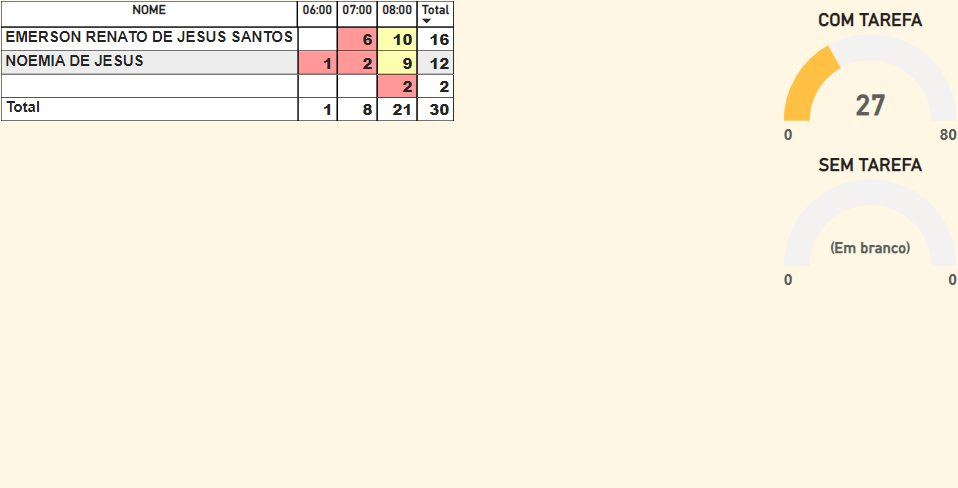 NOME 06:00 07:00 08:00 Total
EMERSON RENATO DE JESUS SANTOS 6 10 16
NOEMIA DE JESUS 1 2 9 12
2 2
Total 1 8 21 30
COM TAREFA
27
0 80
SEM TAREFA
(Em branco)
0 0